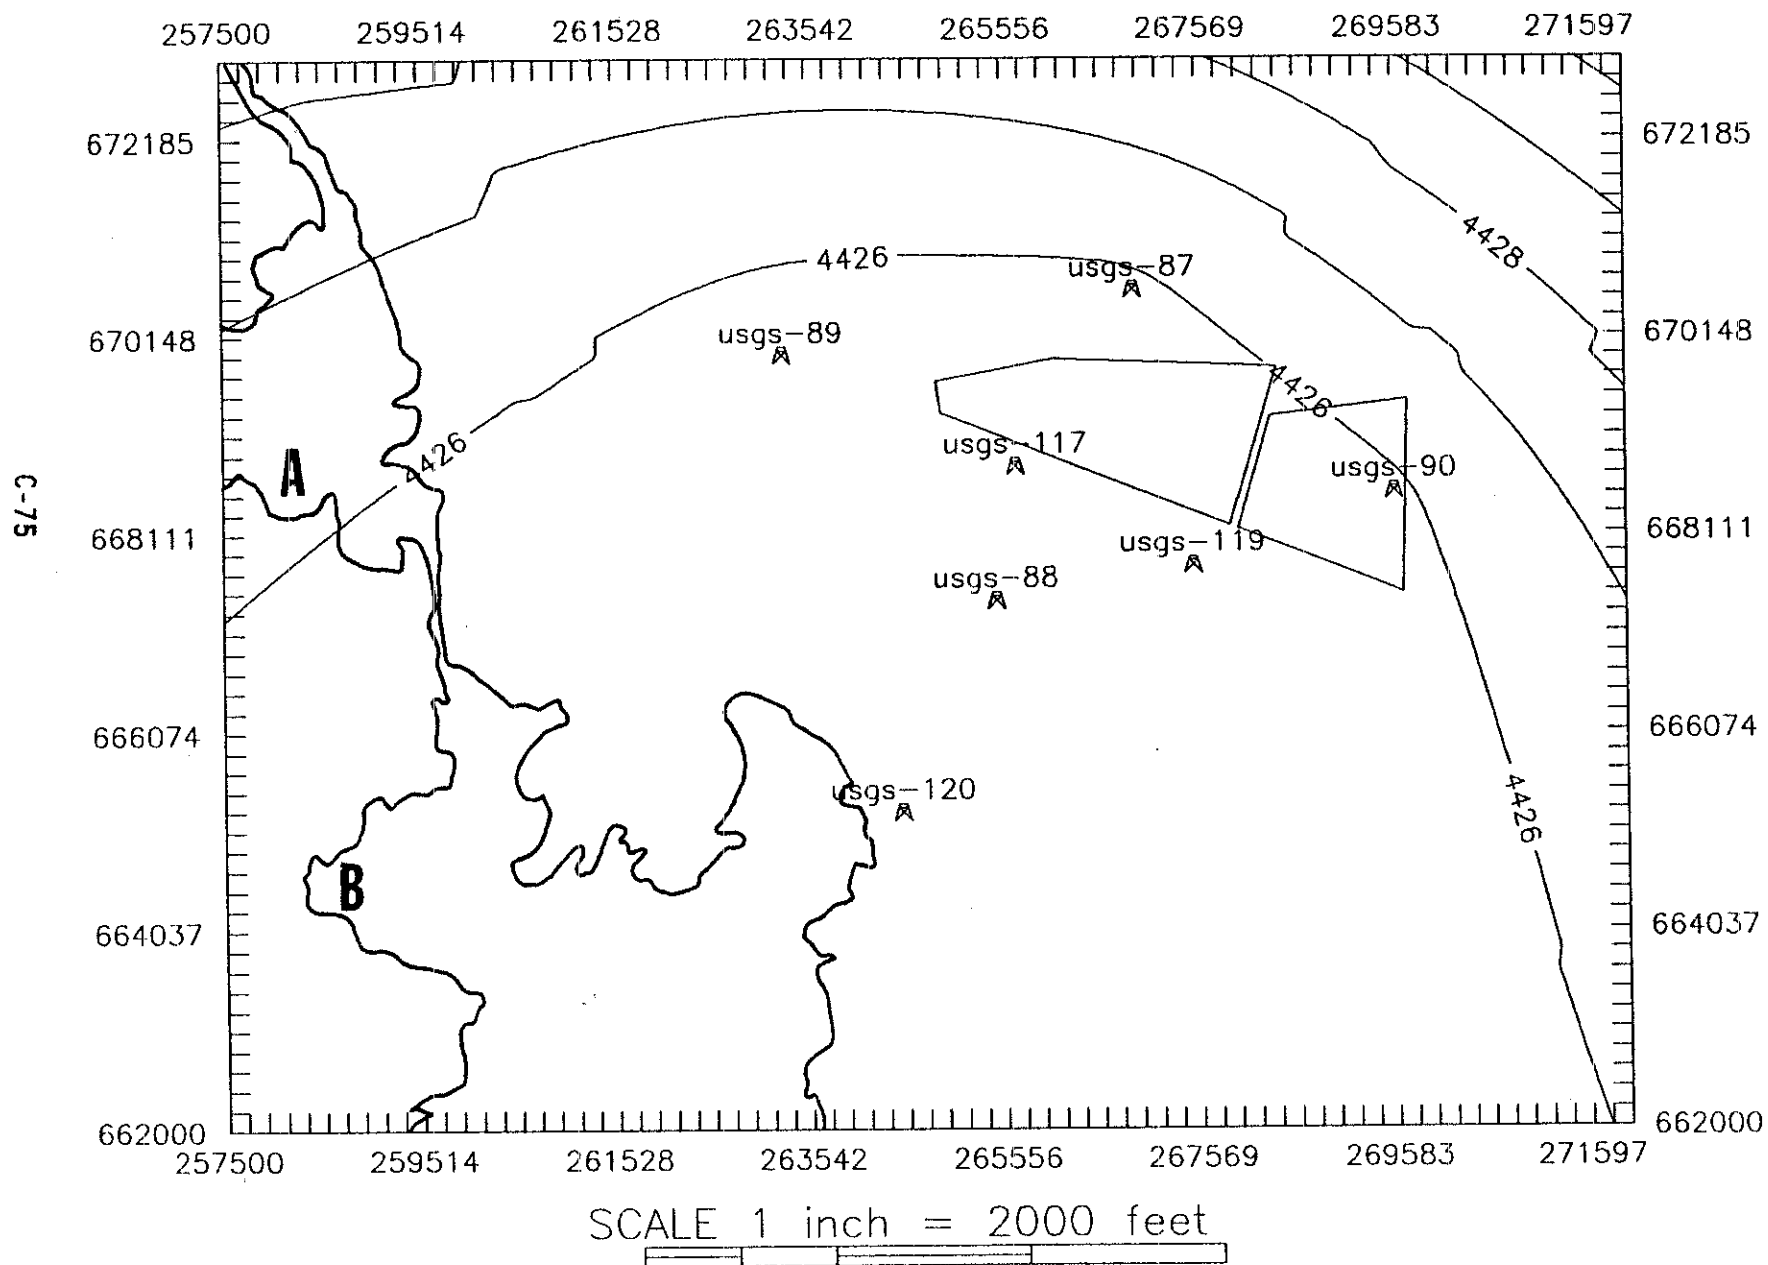 257500 259514 261528 263542 265556 267569 269583 271597
672185 672185
4428
4426
usgs-87
usgs-89
670148 670148
4426
4426
usgs-117
usgs-90
A
C-75
668111 668111
usgs-119
usgs-88
666074 666074
usgs-120
4426
B
664037 664037
662000 662000
257500 259514 261528 263542 265556 267569 269583 271597
SCALE 1 inch = 2000 feet